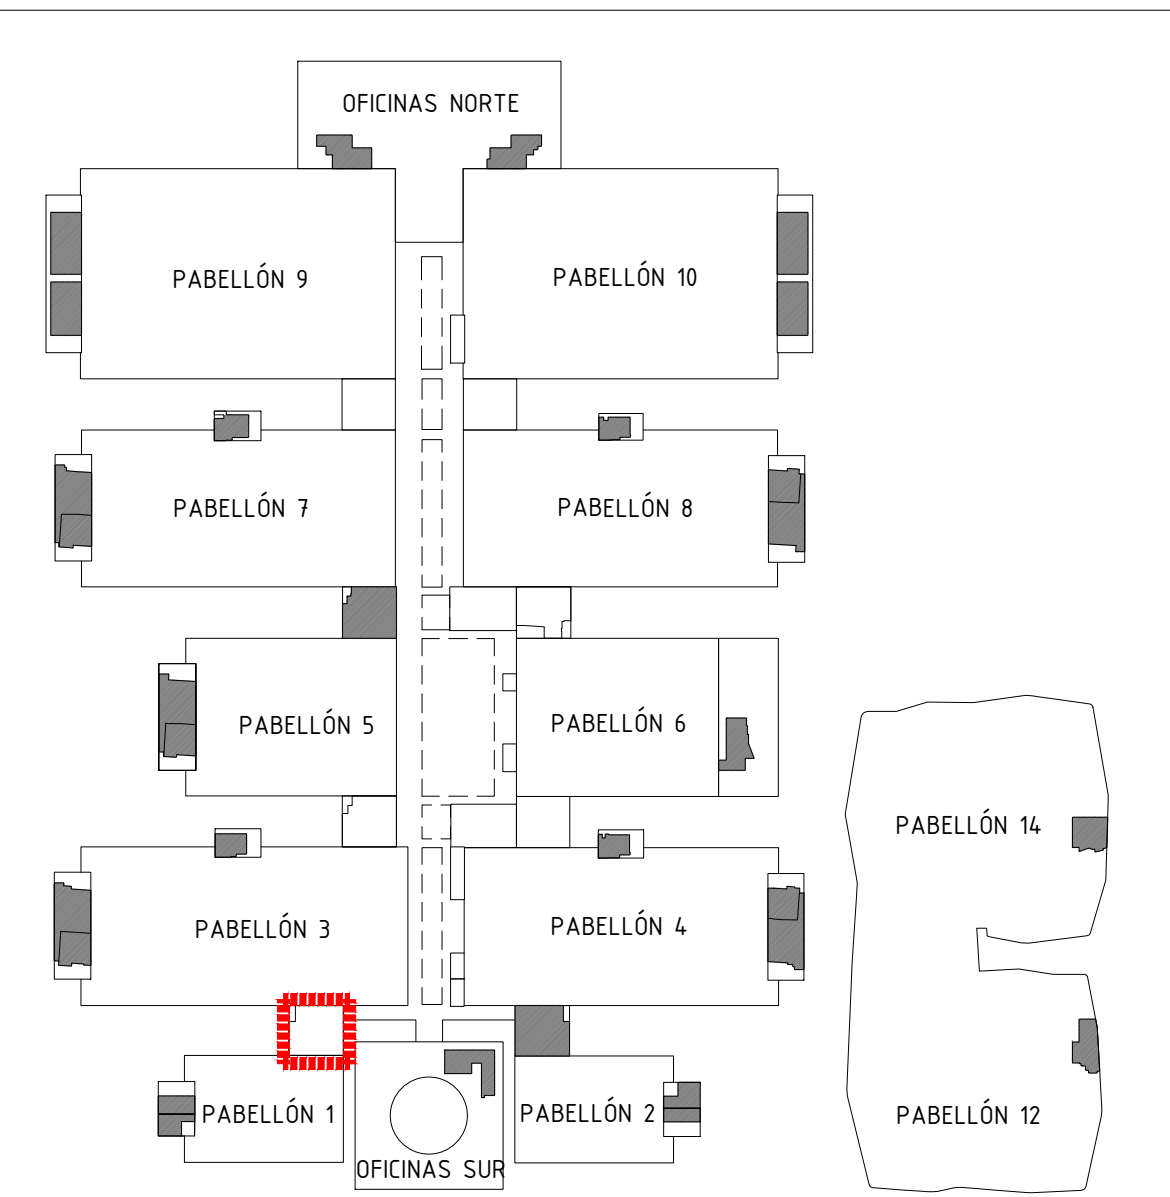 OFICINAS NORTE
PABELLÓN 9
PABELLÓN 10
PABELLÓN 7
PABELLÓN 8
PABELLÓN 5
PABELLÓN 6
PABELLÓN 14
PABELLÓN 3
PABELLÓN 4
PABELLÓN 1
PABELLÓN 2
PABELLÓN 12
OFICINAS SUR